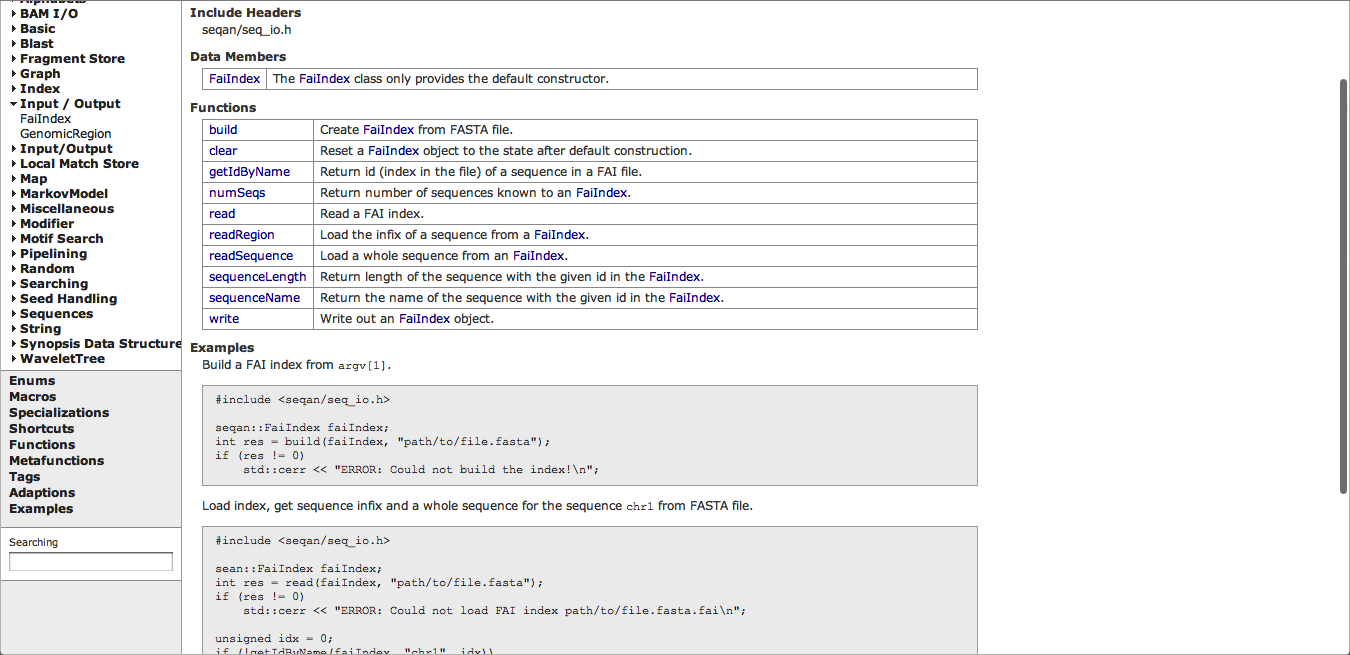 Alphabets
BAM I/O
Basic
Blast
Fragment Store
Graph
Index
Input / Output
FaiIndex
GenomicRegion
Input/Output
Local Match Store
Map
MarkovModel
Miscellaneous
Modifier
Motif Search
Pipelining
Random
Searching
Seed Handling
Sequences
String
Synopsis Data Structure
WaveletTree
Enums
Macros
Specializations
Shortcuts
Functions
Metafunctions
Tags
Adaptions
Examples
Searching
Include Headers
seqan/seq_io.h
Data Members
FaiIndex The FaiIndex class only provides the default constructor.
Functions
build Create FaiIndex from FASTA file.
clear Reset a FaiIndex object to the state after default construction.
getIdByName Return id (index in the file) of a sequence in a FAI file.
numSeqs Return number of sequences known to an FaiIndex.
read Read a FAI index.
readRegion Load the infix of a sequence from a FaiIndex.
readSequence Load a whole sequence from an FaiIndex.
sequenceLength Return length of the sequence with the given id in the FaiIndex.
sequenceName Return the name of the sequence with the given id in the FaiIndex.
write Write out an FaiIndex object.
Examples
Build a FAI index from argv[1].
#include <seqan/seq_io.h>
seqan::FaiIndex faiIndex;
int res = build(faiIndex, "path/to/file.fasta");
if (res != 0)
std::cerr << "ERROR: Could not build the index!\n";
Load index, get sequence infix and a whole sequence for the sequence chr1 from FASTA file.
#include <seqan/seq_io.h>
sean::FaiIndex faiIndex;
int res = read(faiIndex, "path/to/file.fasta");
if (res != 0)
std::cerr << "ERROR: Could not load FAI index path/to/file.fasta.fai\n";
unsigned idx = 0;
if (!getIdByName(faiIndex, "chr1", idx))